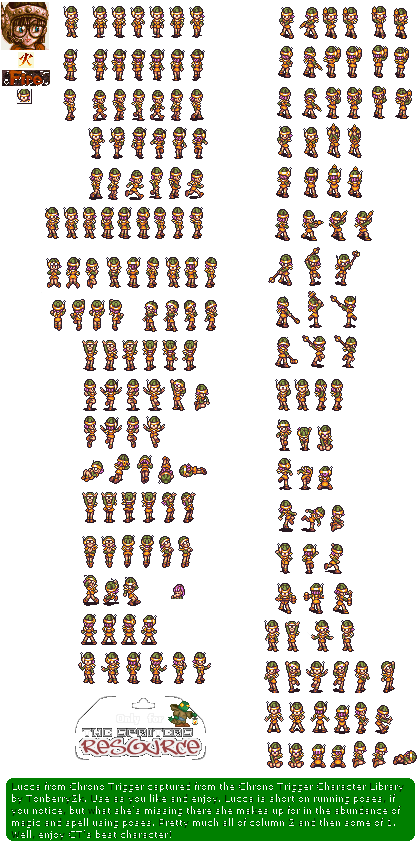 火
Only for
THE SPRITERS
RESOURCE
Lucca from Chrono Trigger captured from the Chrono Trigger Character Library
by Tonberry2k. Use as you like and enjoy. Lucca is short on running poses, if
you notice, but what she's missing there she makes up for in the abundance of
magic and spell using poses. Pretty much all of column 2 and then some of 1.
Well, enjoy CT's best character!